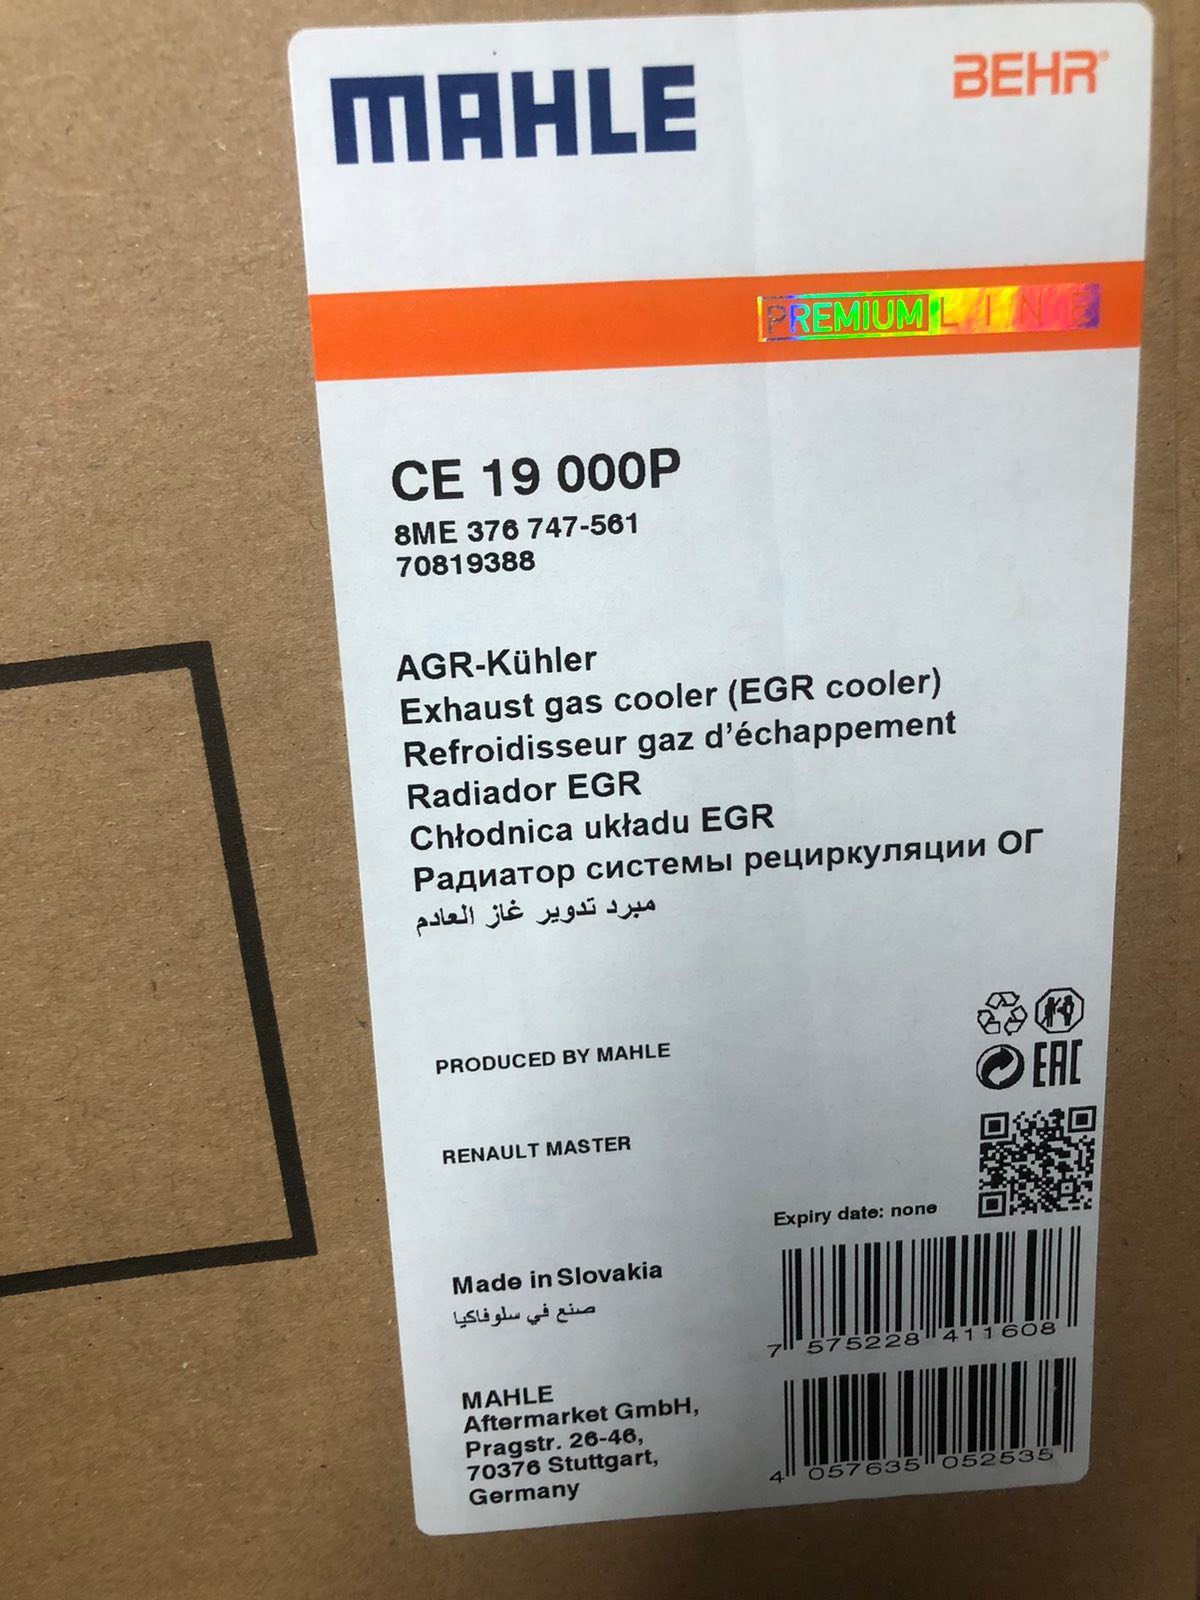 MAHLE
BEHR®
PREMIUM LINE
CE 19 000P
8ME 376 747-561
70819388
AGR-Kühler
Exhaust gas cooler (EGR cooler)
Refroidisseur gaz d’échappement
Radiador EGR
Chłodnica układu EGR
Радиатор системы рециркуляции ОГ
مبرد تدوير غاز العادم
EAC
PRODUCED BY MAHLE
RENAULT MASTER
Expiry date: none
Made in Slovakia
صنع في سلوفاكيا
7 575228 411608
MAHLE
Aftermarket GmbH,
Pragstr. 26-46,
70376 Stuttgart,
Germany
4 057635 052535